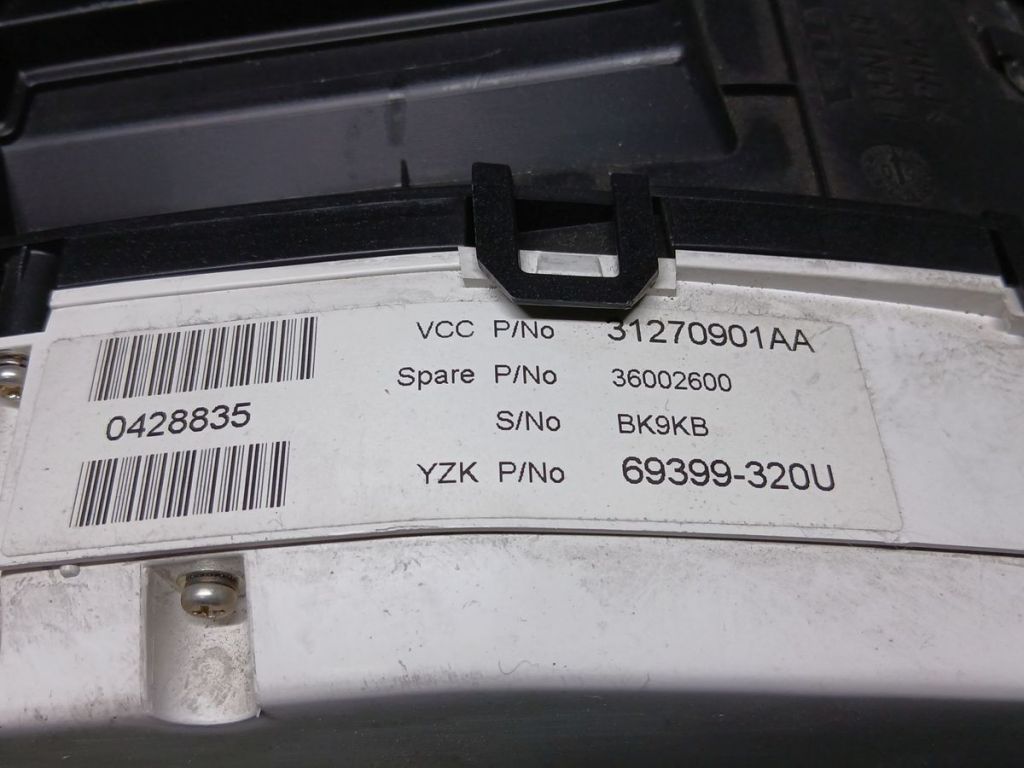 VCC P/No 31270901AA
Spare P/No 36002600
S/No BK9KB
YZK P/No 69399-320U
0428835